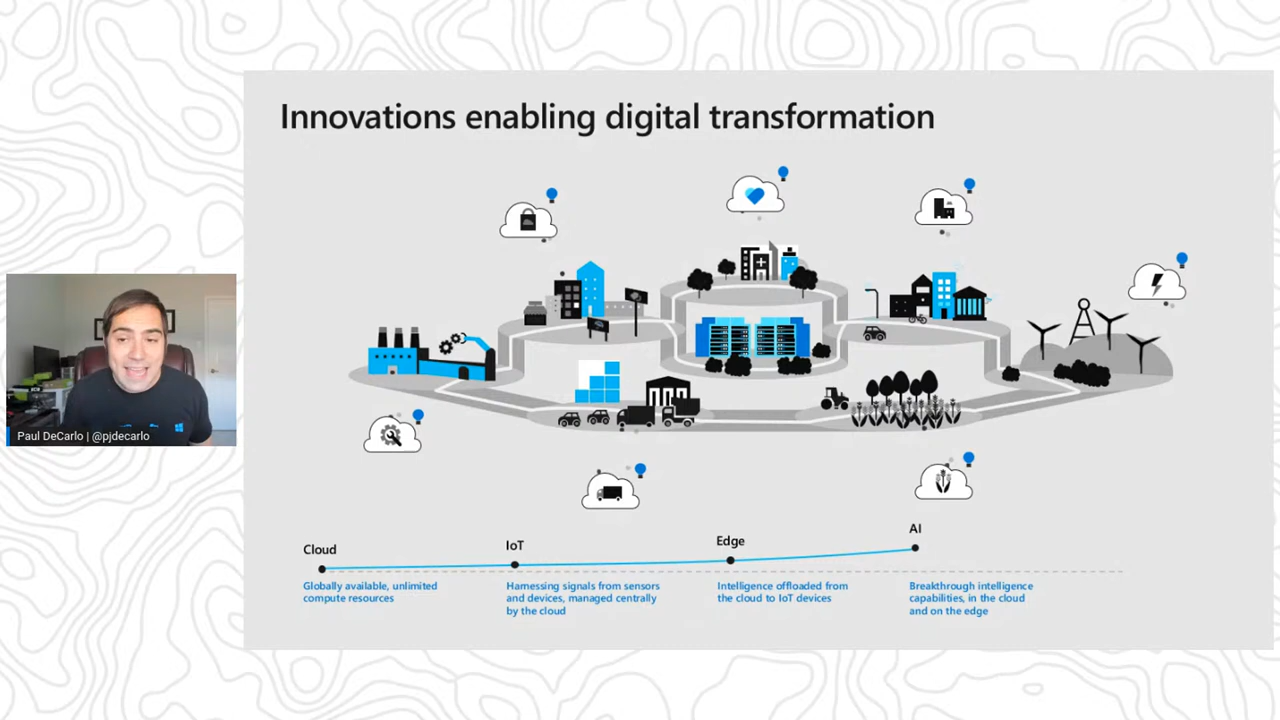 Innovations enabling digital transformation
Paul DeCarlo | @pjdecarlo
Cloud
Globally available, unlimited
compute resources
IoT
Harnessing signals from sensors
and devices, managed centrally
by the cloud
Edge
Intelligence offloaded from
the cloud to IoT devices
AI
Breakthrough intelligence
capabilities, in the cloud
and on the edge